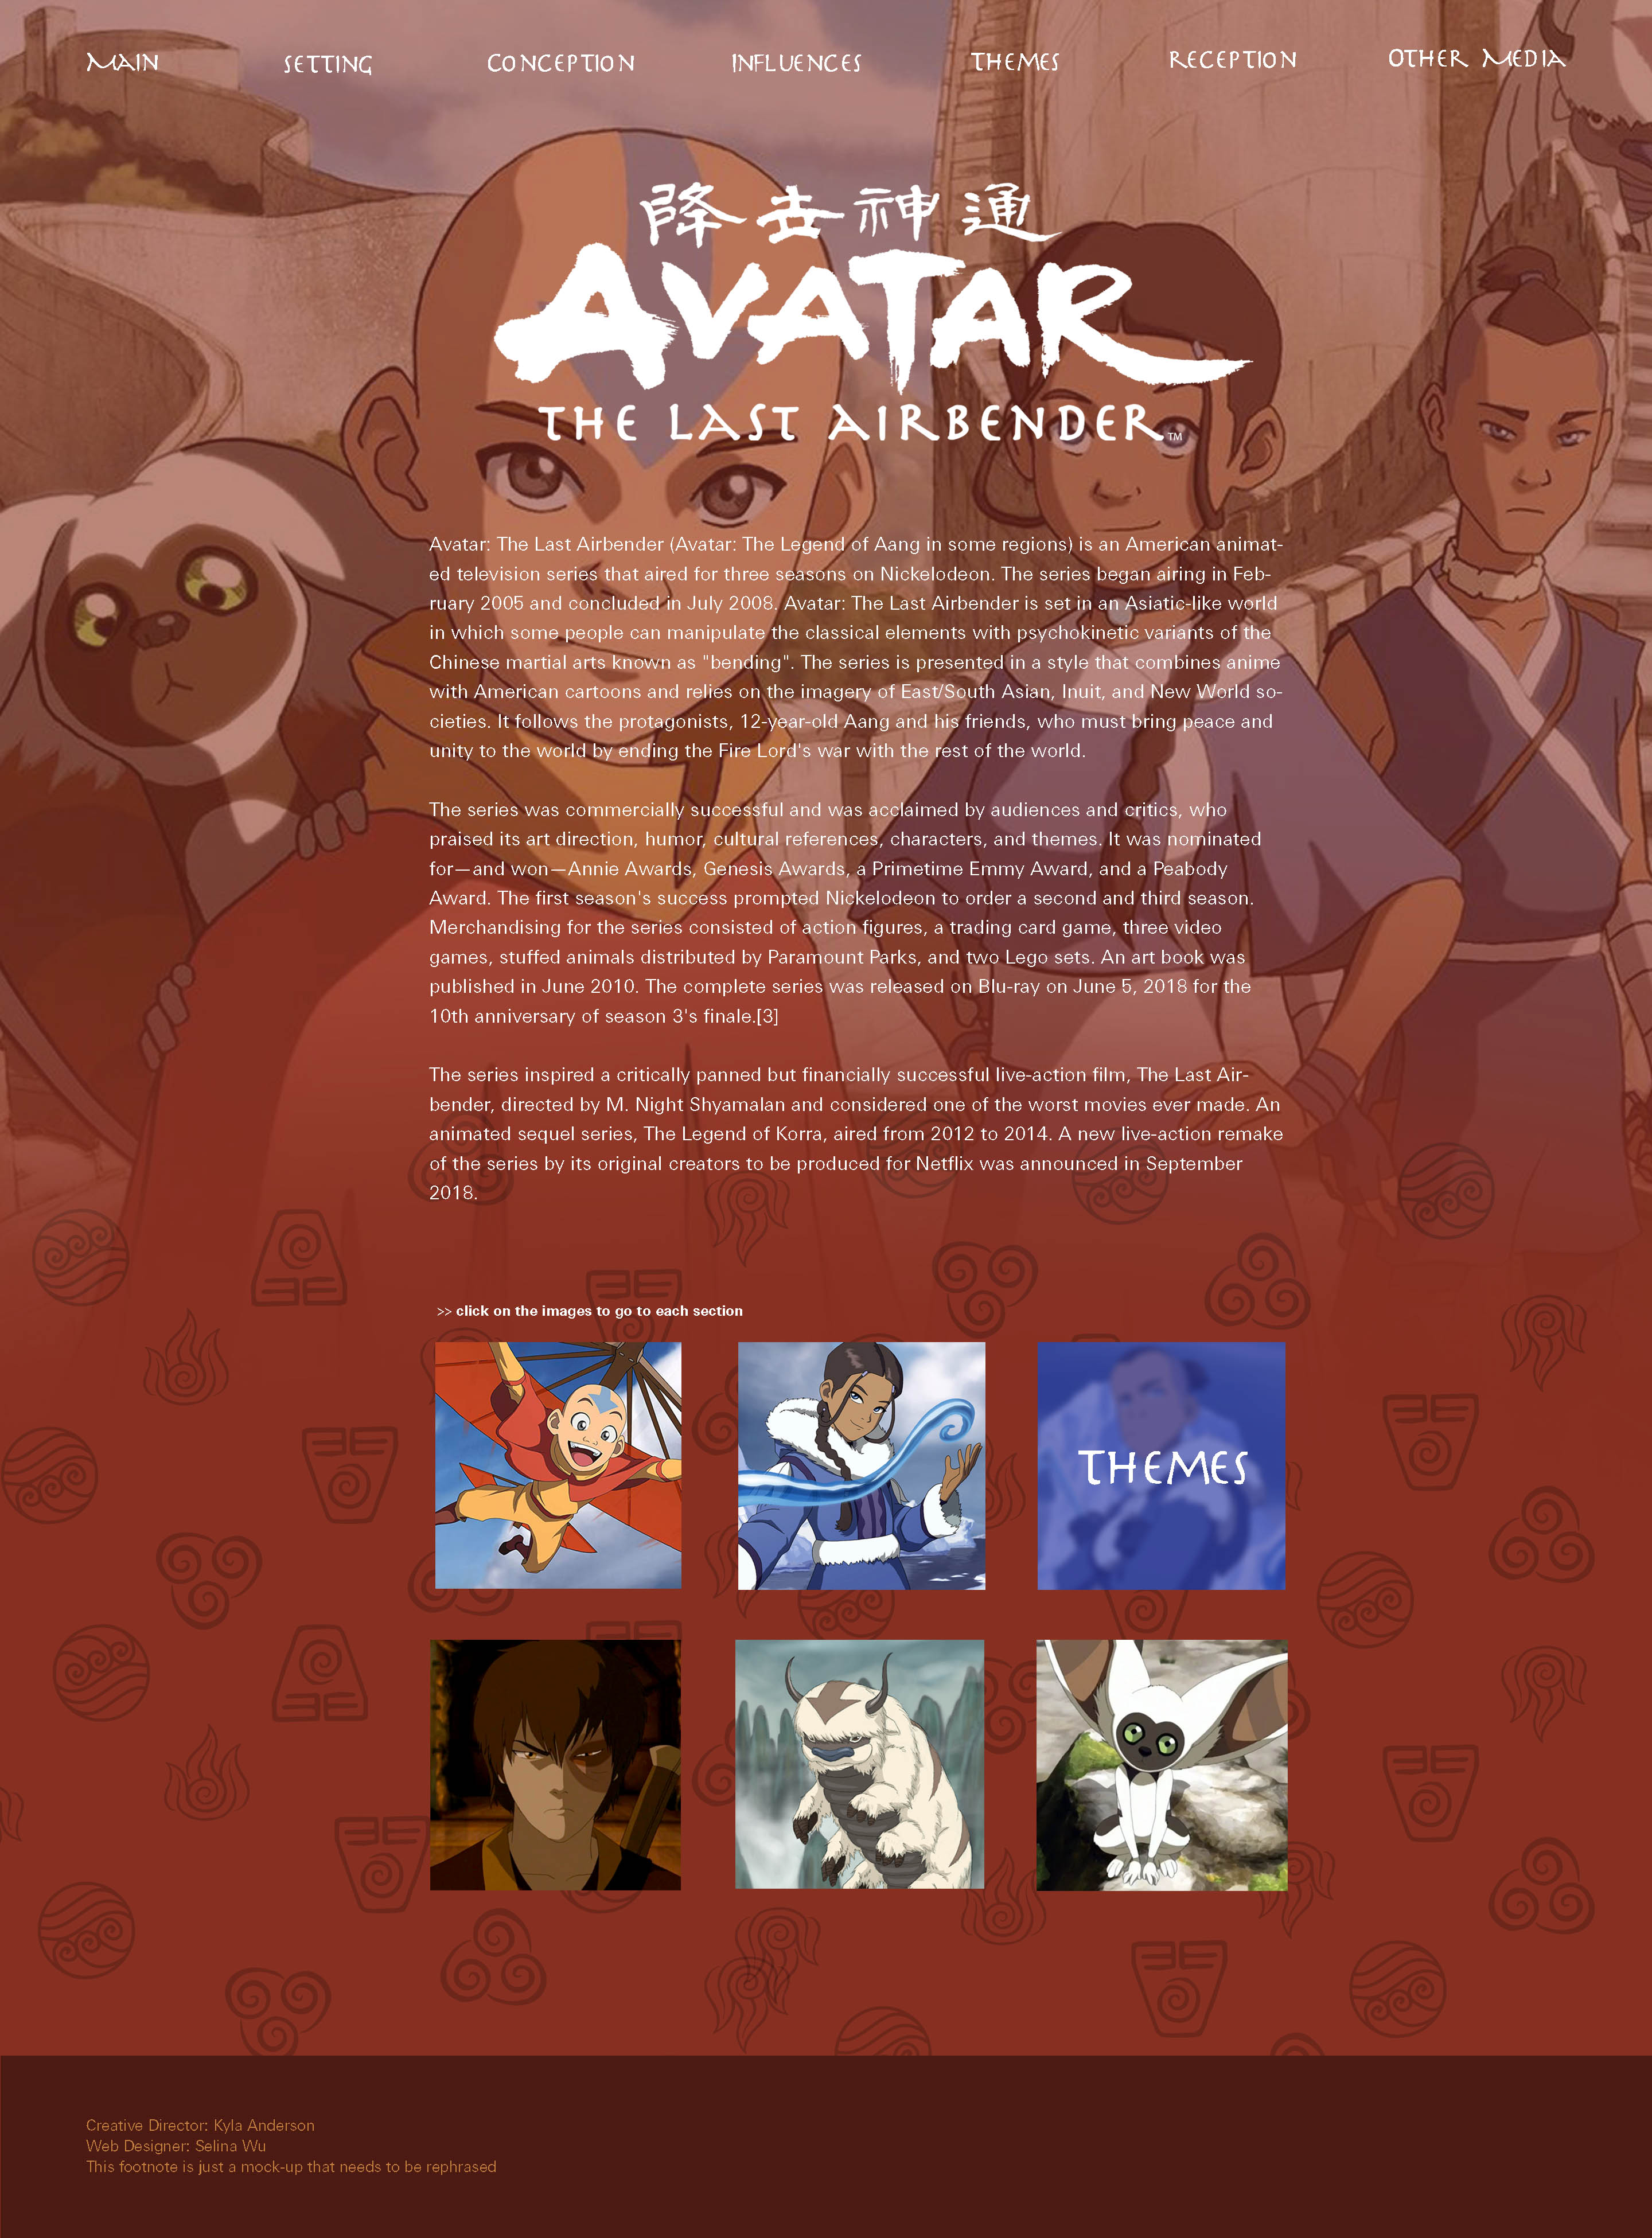 MAIN SETTING CONCEPTION INFLUENCES THEMES RECEPTION OTHER MEDIA
降世神通
AVATAR
THE LAST AIRBENDER TM
Avatar: The Last Airbender (Avatar: The Legend of Aang in some regions) is an American animat-
ed television series that aired for three seasons on Nickelodeon. The series began airing in Feb-
ruary 2005 and concluded in July 2008. Avatar: The Last Airbender is set in an Asiatic-like world
in which some people can manipulate the classical elements with psychokinetic variants of the
Chinese martial arts known as "bending". The series is presented in a style that combines anime
with American cartoons and relies on the imagery of East/South Asian, Inuit, and New World so-
cieties. It follows the protagonists, 12-year-old Aang and his friends, who must bring peace and
unity to the world by ending the Fire Lord's war with the rest of the world.
The series was commercially successful and was acclaimed by audiences and critics, who
praised its art direction, humor, cultural references, characters, and themes. It was nominated
for—and won—Annie Awards, Genesis Awards, a Primetime Emmy Award, and a Peabody
Award. The first season's success prompted Nickelodeon to order a second and third season.
Merchandising for the series consisted of action figures, a trading card game, three video
games, stuffed animals distributed by Paramount Parks, and two Lego sets. An art book was
published in June 2010. The complete series was released on Blu-ray on June 5, 2018 for the
10th anniversary of season 3's finale.[3]
The series inspired a critically panned but financially successful live-action film, The Last Air-
bender, directed by M. Night Shyamalan and considered one of the worst movies ever made. An
animated sequel series, The Legend of Korra, aired from 2012 to 2014. A new live-action remake
of the series by its original creators to be produced for Netflix was announced in September
2018.
>> click on the images to go to each section
THEMES
Creative Director: Kyla Anderson
Web Designer: Selina Wu
This footnote is just a mock-up that needs to be rephrased